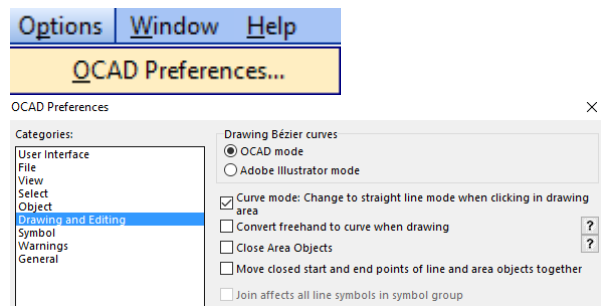 Options Window Help
OCAD Preferences...
OCAD Preferences
Categories:
User Interface
File
View
Select
Object
Drawing and Editing
Symbol
Warnings
General
Drawing Bézier curves
OCAD mode
Adobe Illustrator mode
Curve mode: Change to straight line mode when clicking in drawing
area
Convert freehand to curve when drawing ?
Close Area Objects ?
Move closed start and end points of line and area objects together
Join affects all line symbols in symbol group